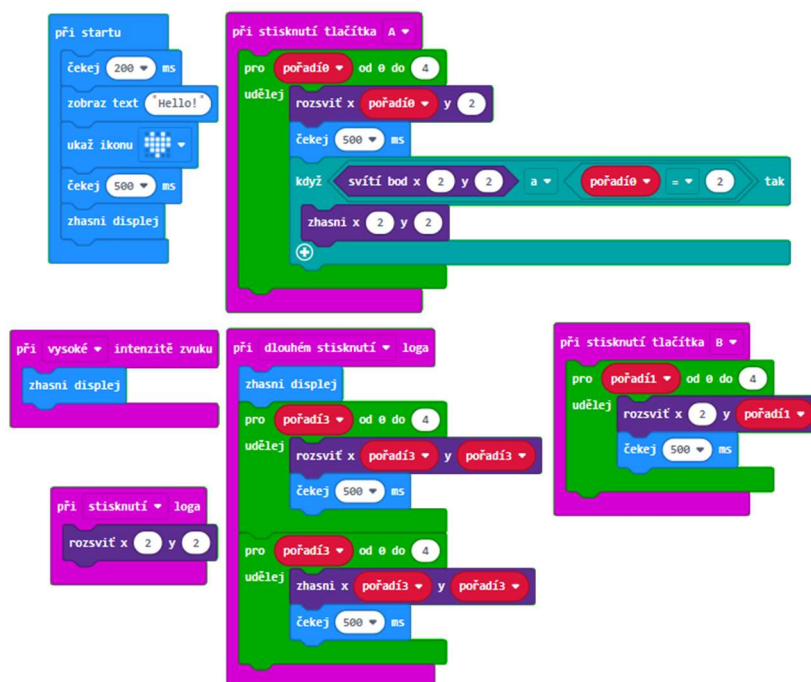 při startu
čekej 200 ms
zobraz text "Hello!"
ukaž ikonu
čekej 500 ms
zhasni displej
při stisknutí tlačítka A
pro pořadí0 od 0 do 4
udělej
rozsviť x pořadí0 y 2
čekej 500 ms
když svítí bod x 2 y 2 a pořadí0 = 2 tak
zhasni x 2 y 2
při vysoké intenzitě zvuku
zhasni displej
při dlouhém stisknutí loga
zhasni displej
pro pořadí3 od 0 do 4
udělej
rozsviť x pořadí3 y pořadí3
čekej 500 ms
pro pořadí3 od 0 do 4
udělej
zhasni x pořadí3 y pořadí3
čekej 500 ms
při stisknutí tlačítka B
pro pořadí1 od 0 do 4
udělej
rozsviť x 2 y pořadí1
čekej 500 ms
při stisknutí loga
rozsviť x 2 y 2